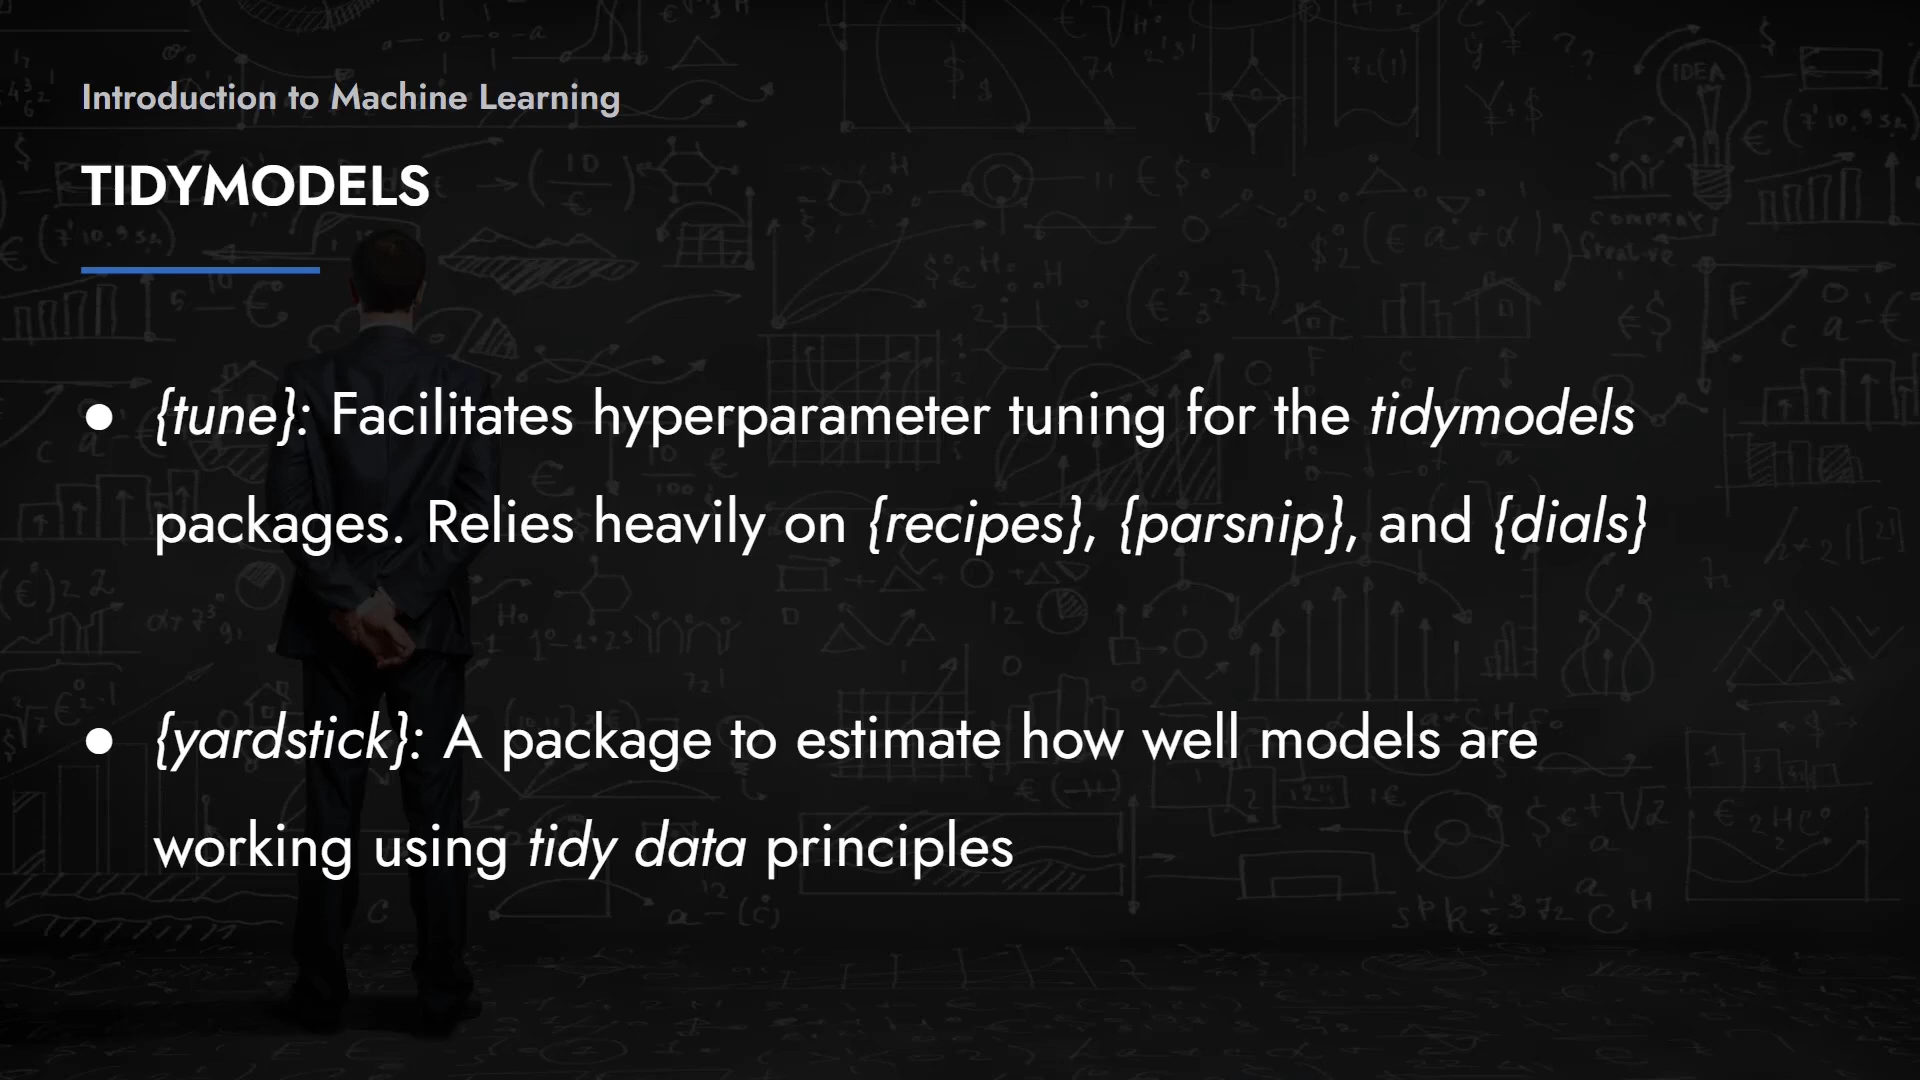 Introduction to Machine Learning
TIDYMODELS
● {tune}: Facilitates hyperparameter tuning for the tidymodels
packages. Relies heavily on {recipes}, {parsnip}, and {dials}
● {yardstick}: A package to estimate how well models are
working using tidy data principles
IDEA